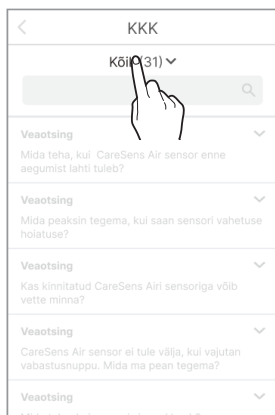 KKK
Kõik (31)
Veaotsing
Mida teha, kui CareSens Air sensor enne
aegumist lahti tuleb?
Veaotsing
Mida peaksin tegema, kui saan sensori vahetuse
hoiatuse?
Veaotsing
Kas kinnitatud CareSens Airi sensoriga võib
vette minna?
Veaotsing
CareSens Air sensor ei tule välja, kui vajutan
vabastusnuppu. Mida ma pean tegema?
Veaotsing